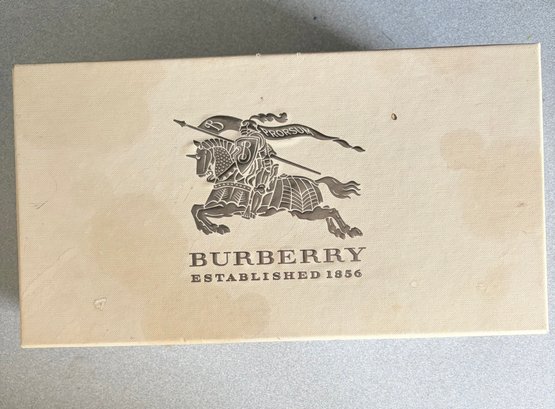 B PRORSUM
B
BURBERRY
ESTABLISHED 1856